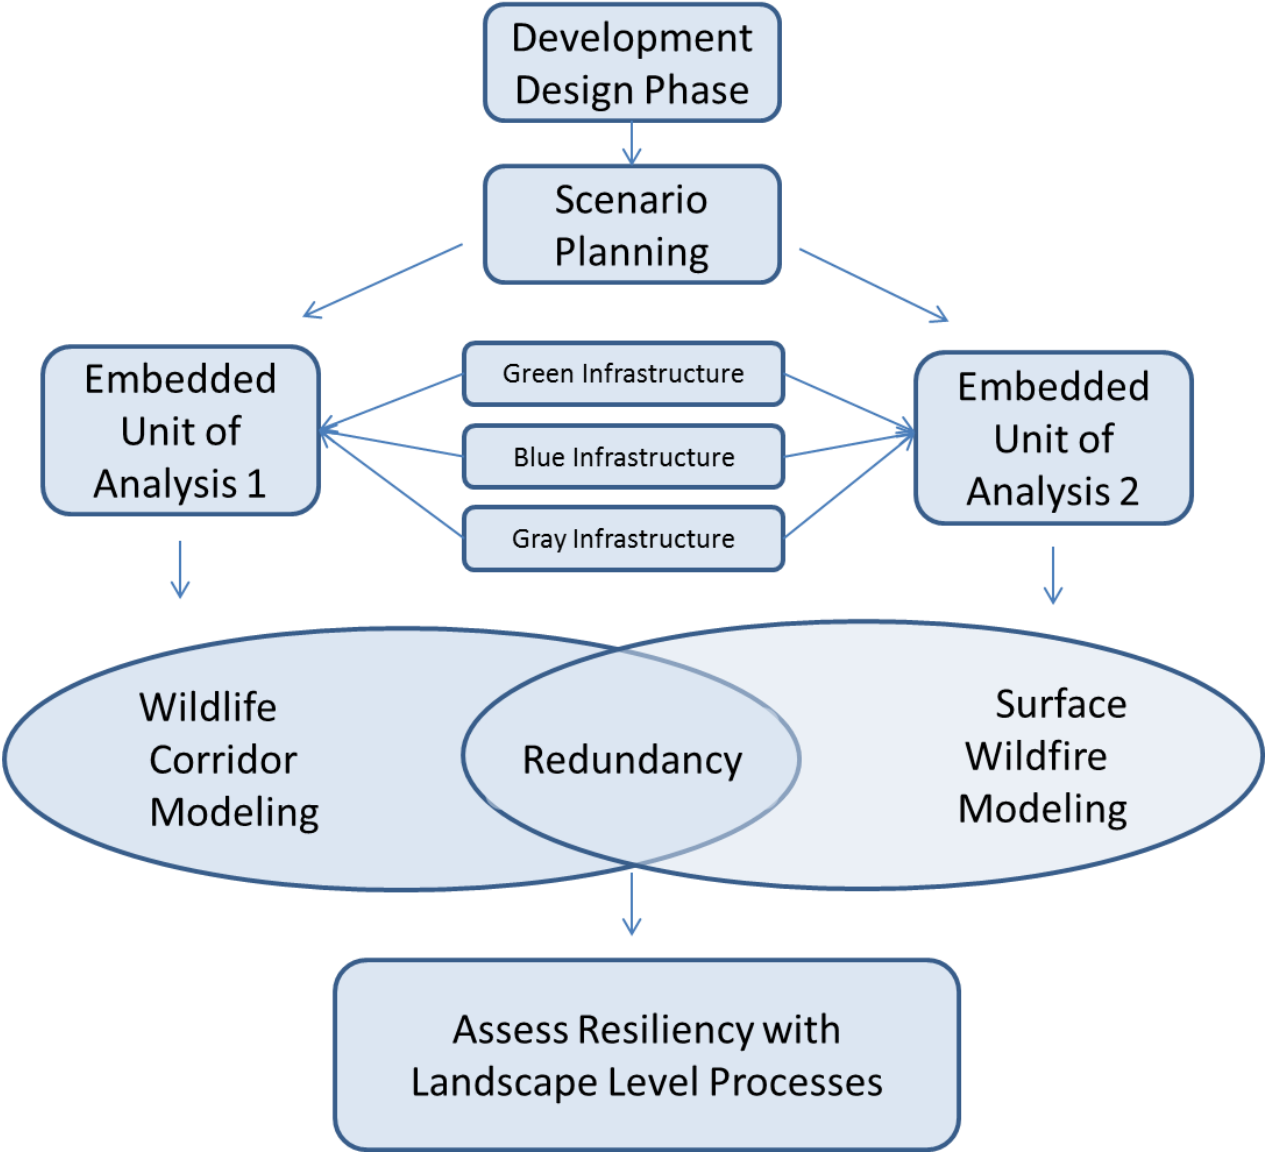 Development
Design Phase
Scenario
Planning
Embedded
Unit of
Analysis 1
Green Infrastructure
Blue Infrastructure
Gray Infrastructure
Embedded
Unit of
Analysis 2
Wildlife
Corridor
Modeling
Redundancy
Surface
Wildfire
Modeling
Assess Resiliency with
Landscape Level Processes